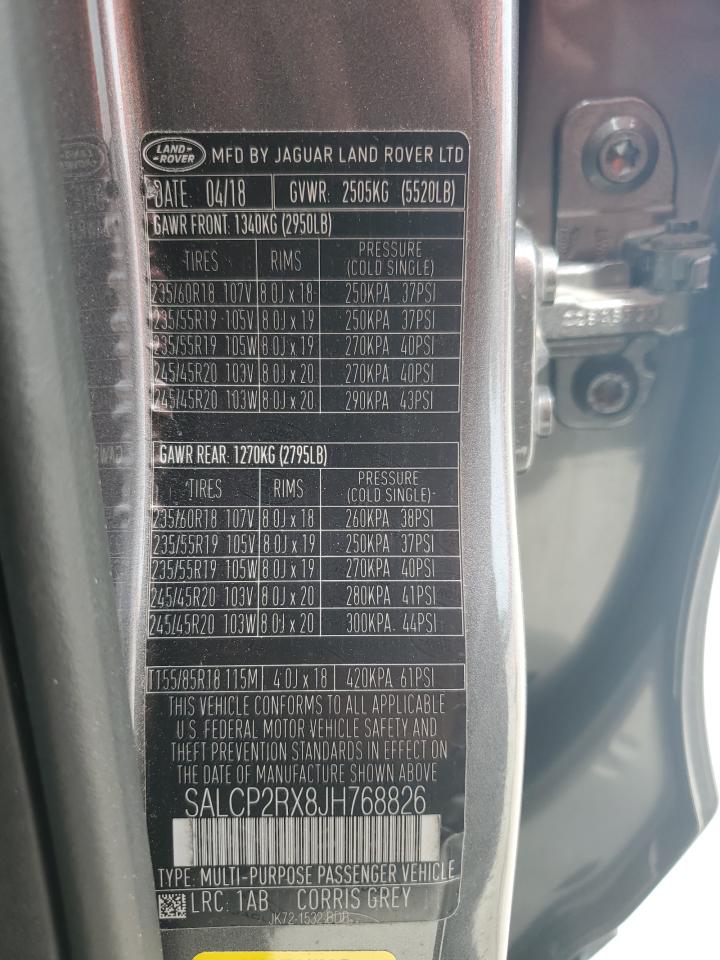 LAND-
-ROVER
MFD BY JAGUAR LAND ROVER LTD
DATE: 04/18 GVWR: 2505KG (5520LB)
GAWR FRONT: 1340KG (2950LB)
TIRES RIMS PRESSURE
(COLD SINGLE)
235/60R18 107V 8.0J x 18 250KPA 37PSI
235/55R19 105V 8.0J x 19 250KPA 37PSI
235/55R19 105W 8.0J x 19 270KPA 40PSI
245/45R20 103V 8.0J x 20 270KPA 40PSI
245/45R20 103W 8.0J x 20 290KPA 43PSI
GAWR REAR: 1270KG (2795LB)
TIRES RIMS PRESSURE
(COLD SINGLE)
235/60R18 107V 8.0J x 18 260KPA 38PSI
235/55R19 105V 8.0J x 19 250KPA 37PSI
235/55R19 105W 8.0J x 19 270KPA 40PSI
245/45R20 103V 8.0J x 20 280KPA 41PSI
245/45R20 103W 8.0J x 20 300KPA 44PSI
T155/85R18 115M 4.0J x 18 420KPA 61PSI
THIS VEHICLE CONFORMS TO ALL APPLICABLE
U.S. FEDERAL MOTOR VEHICLE SAFETY AND
THEFT PREVENTION STANDARDS IN EFFECT ON
THE DATE OF MANUFACTURE SHOWN ABOVE
SALCP2RX8JH768826
TYPE: MULTI-PURPOSE PASSENGER VEHICLE
LRC: 1AB CORRIS GREY
JK72-1532